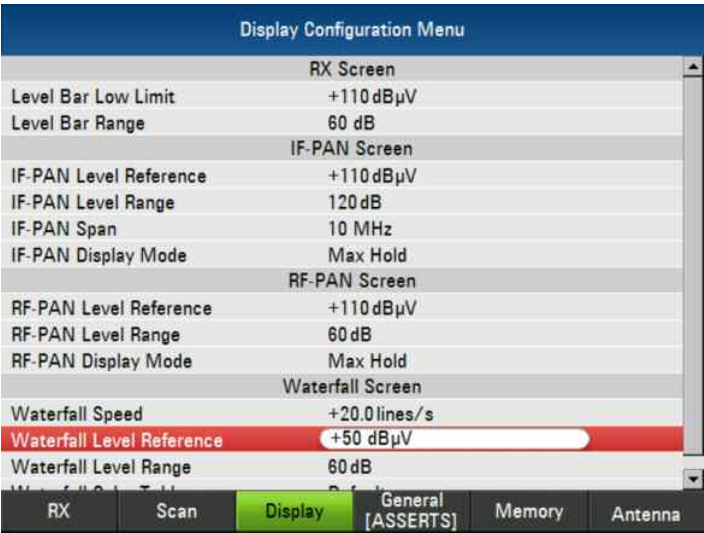 Display Configuration Menu
RX Screen
Level Bar Low Limit +110 dBµV
Level Bar Range 60 dB
IF-PAN Screen
IF-PAN Level Reference +110 dBµV
IF-PAN Level Range 120 dB
IF-PAN Span 10 MHz
IF-PAN Display Mode Max Hold
RF-PAN Screen
RF-PAN Level Reference +110 dBµV
RF-PAN Level Range 60 dB
RF-PAN Display Mode Max Hold
Waterfall Screen
Waterfall Speed +20.0 lines/s
Waterfall Level Reference +50 dBµV
Waterfall Level Range 60 dB
RX Scan Display General [ASSERTS] Memory Antenna